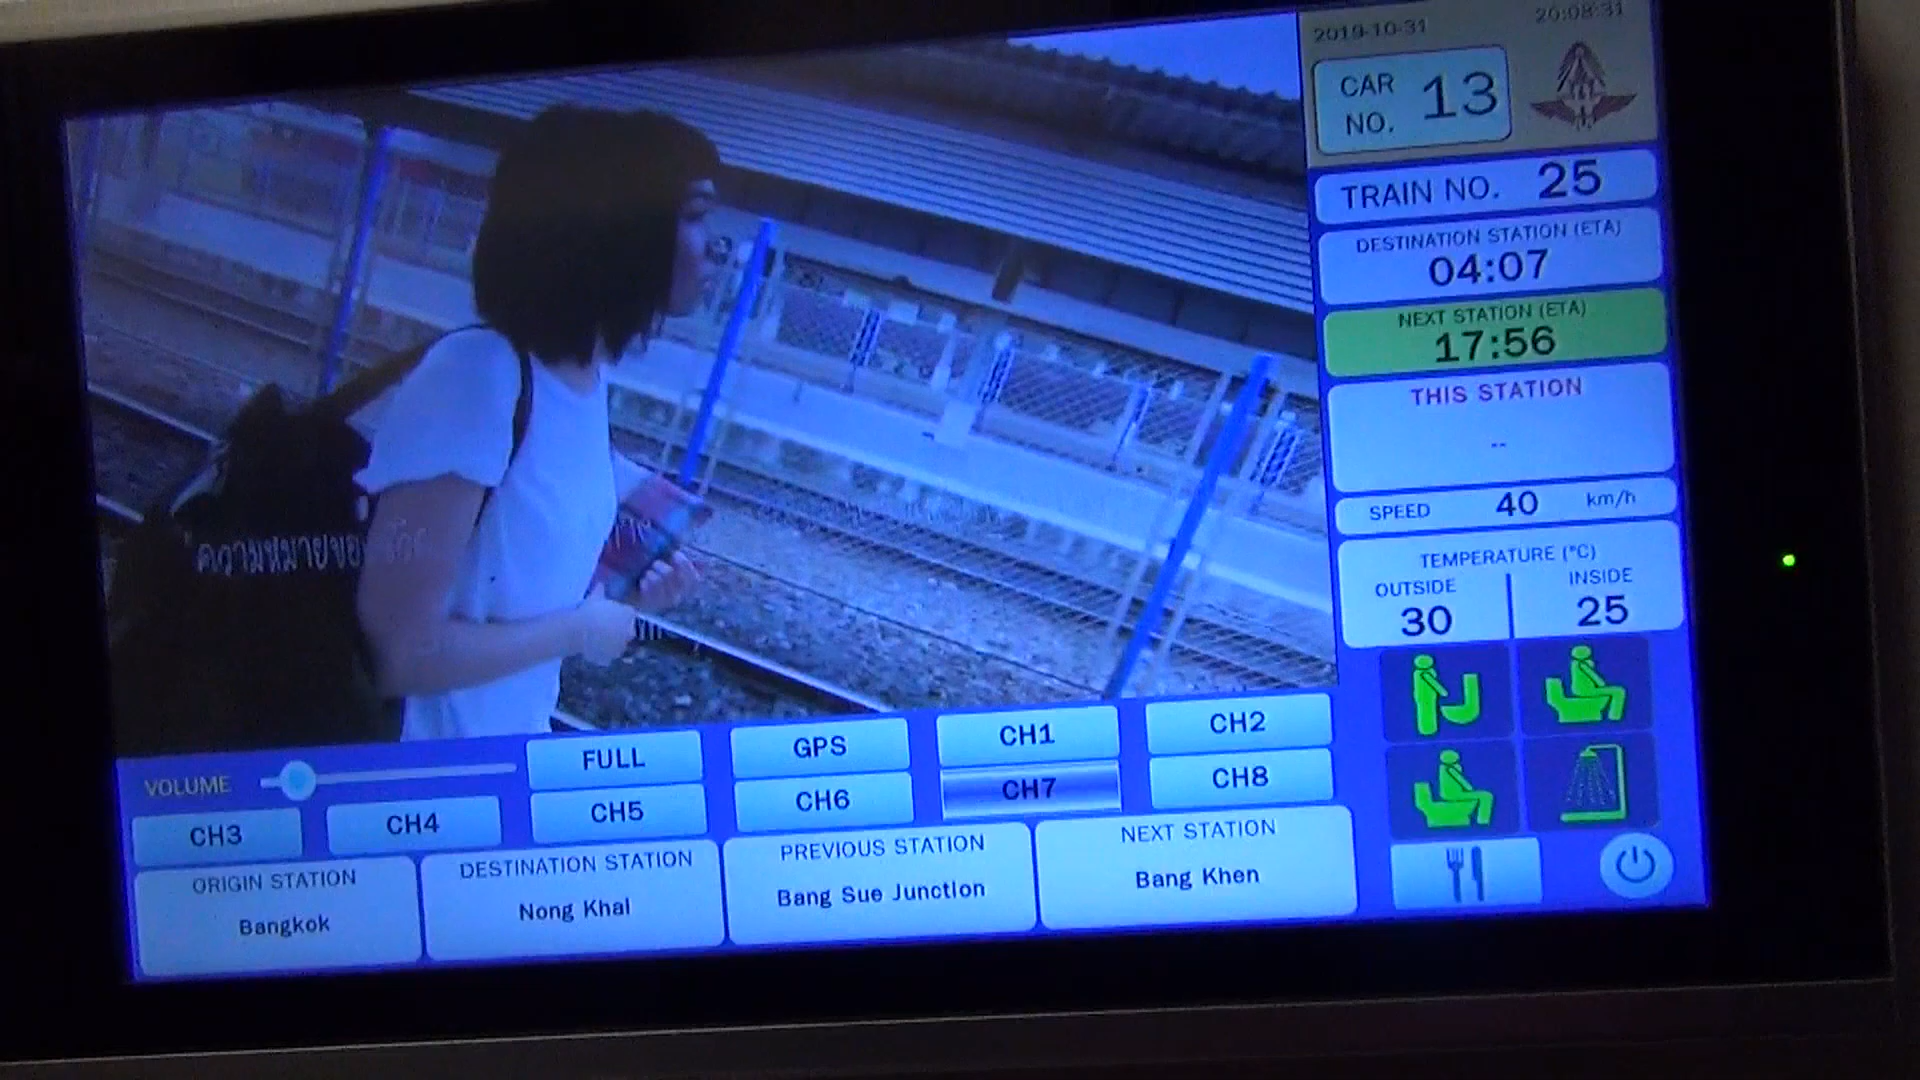 2019-10-31
20:08:31
CAR NO. 13
TRAIN NO. 25
DESTINATION STATION (ETA)
04:07
NEXT STATION (ETA)
17:56
THIS STATION
--
SPEED 40 km/h
TEMPERATURE (°C)
OUTSIDE INSIDE
30 25
ความหมายของ
VOLUME
FULL GPS CH1 CH2
CH3 CH4 CH5 CH6 CH7 CH8
ORIGIN STATION
Bangkok
DESTINATION STATION
Nong Khai
PREVIOUS STATION
Bang Sue Junction
NEXT STATION
Bang Khen